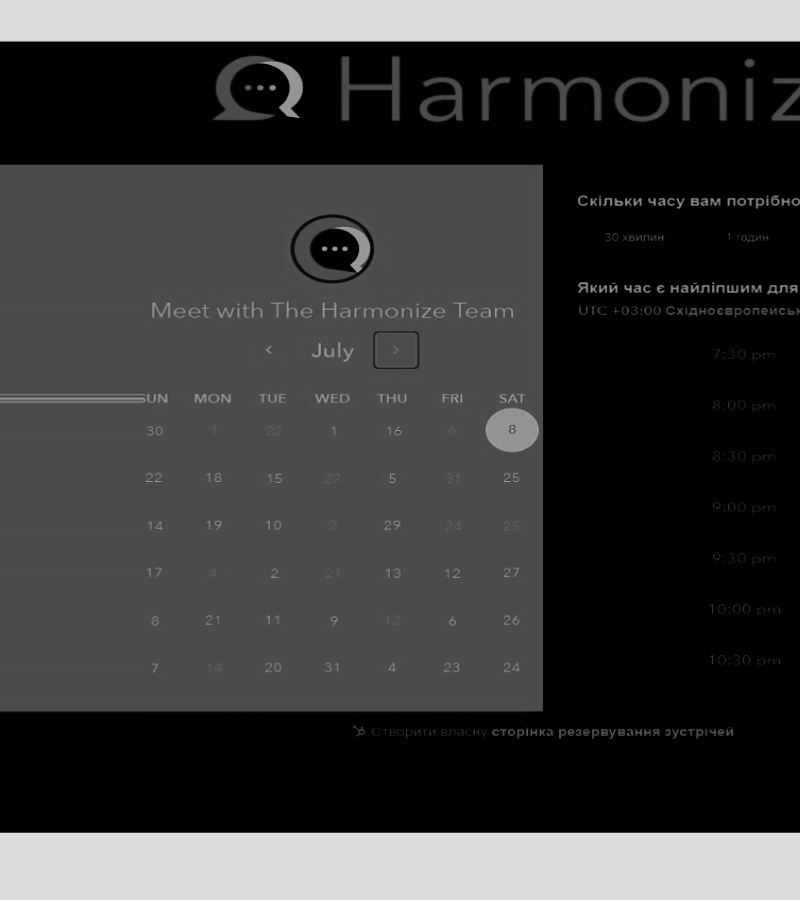 Harmoniz
Meet with The Harmonize Team
< July >
SUN MON TUE WED THU FRI SAT
30 1 22 1 16 6 8
22 18 15 27 5 31 25
14 19 10 2 29 24 25
17 4 2 21 13 12 27
8 21 11 9 12 6 26
7 14 20 31 4 23 24
Скільки часу вам потрібно
30 хвилин 1 годин
Який час є найліпшим для
UTC +03:00 Східноєвропейськ
7:30 pm
8:00 pm
8:30 pm
9:00 pm
9:30 pm
10:00 pm
10:30 pm
Створити власну сторінка резервування зустрічей